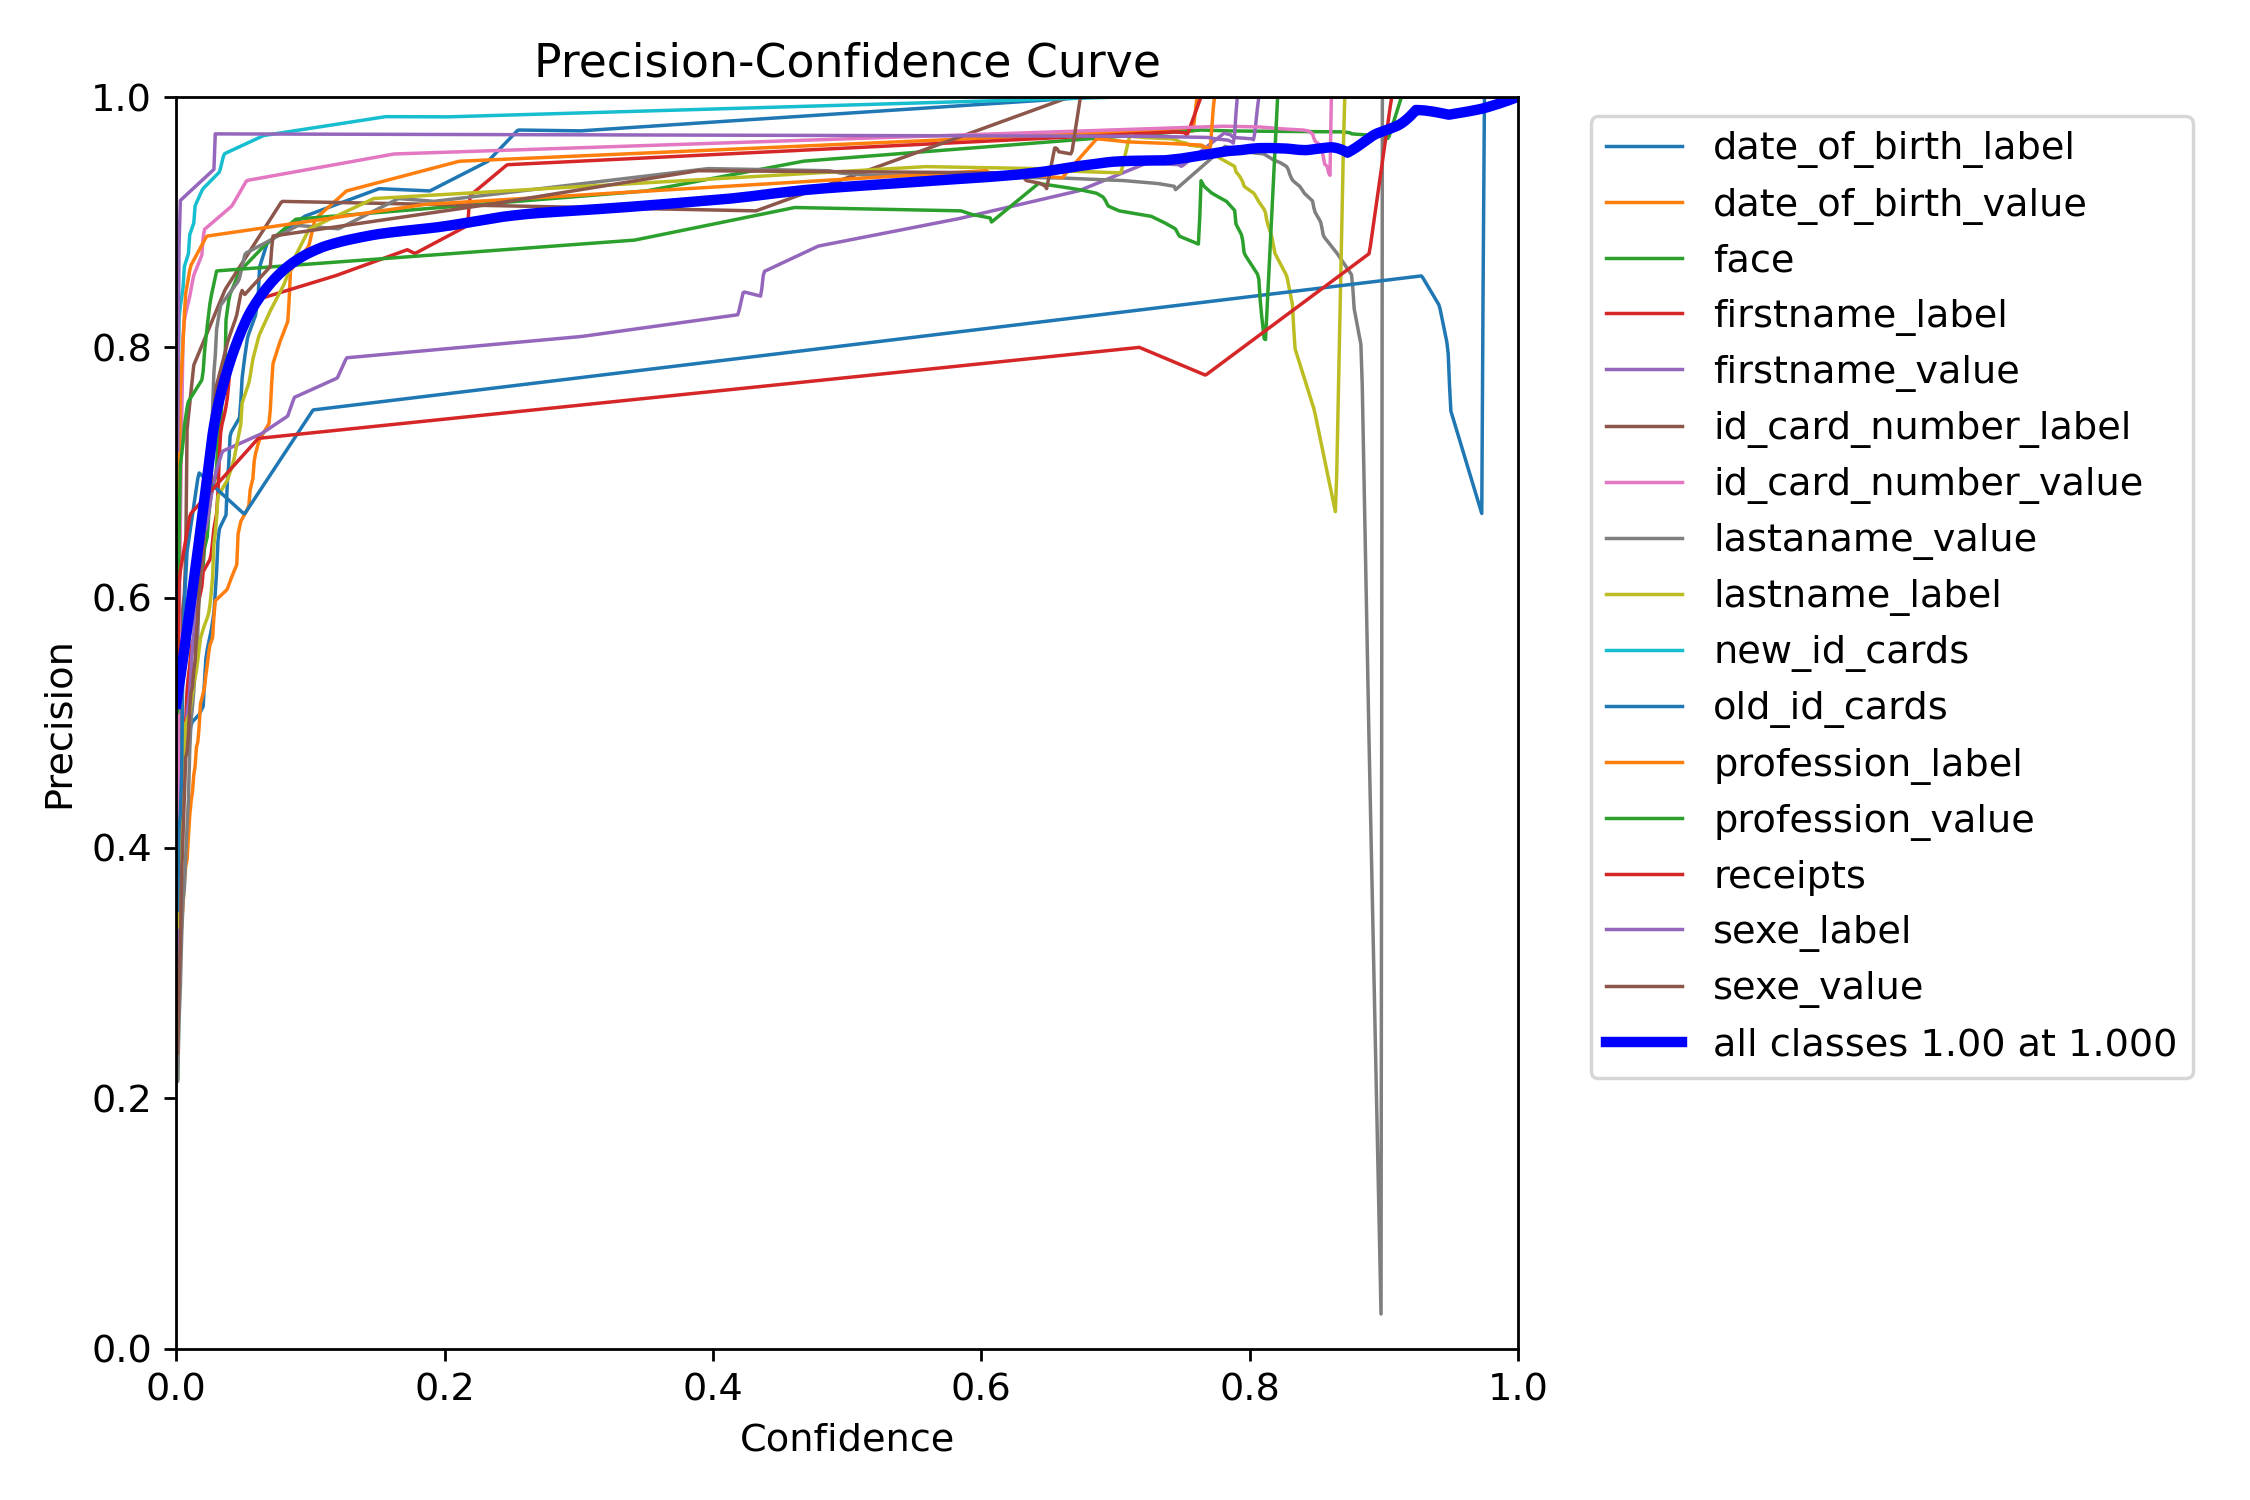 Precision-Confidence Curve
1.0
0.8
0.6
0.4
0.2
0.0
Precision
0.0 0.2 0.4 0.6 0.8 1.0
Confidence
date_of_birth_label
date_of_birth_value
face
firstname_label
firstname_value
id_card_number_label
id_card_number_value
lastaname_value
lastname_label
new_id_cards
old_id_cards
profession_label
profession_value
receipts
sexe_label
sexe_value
all classes 1.00 at 1.000